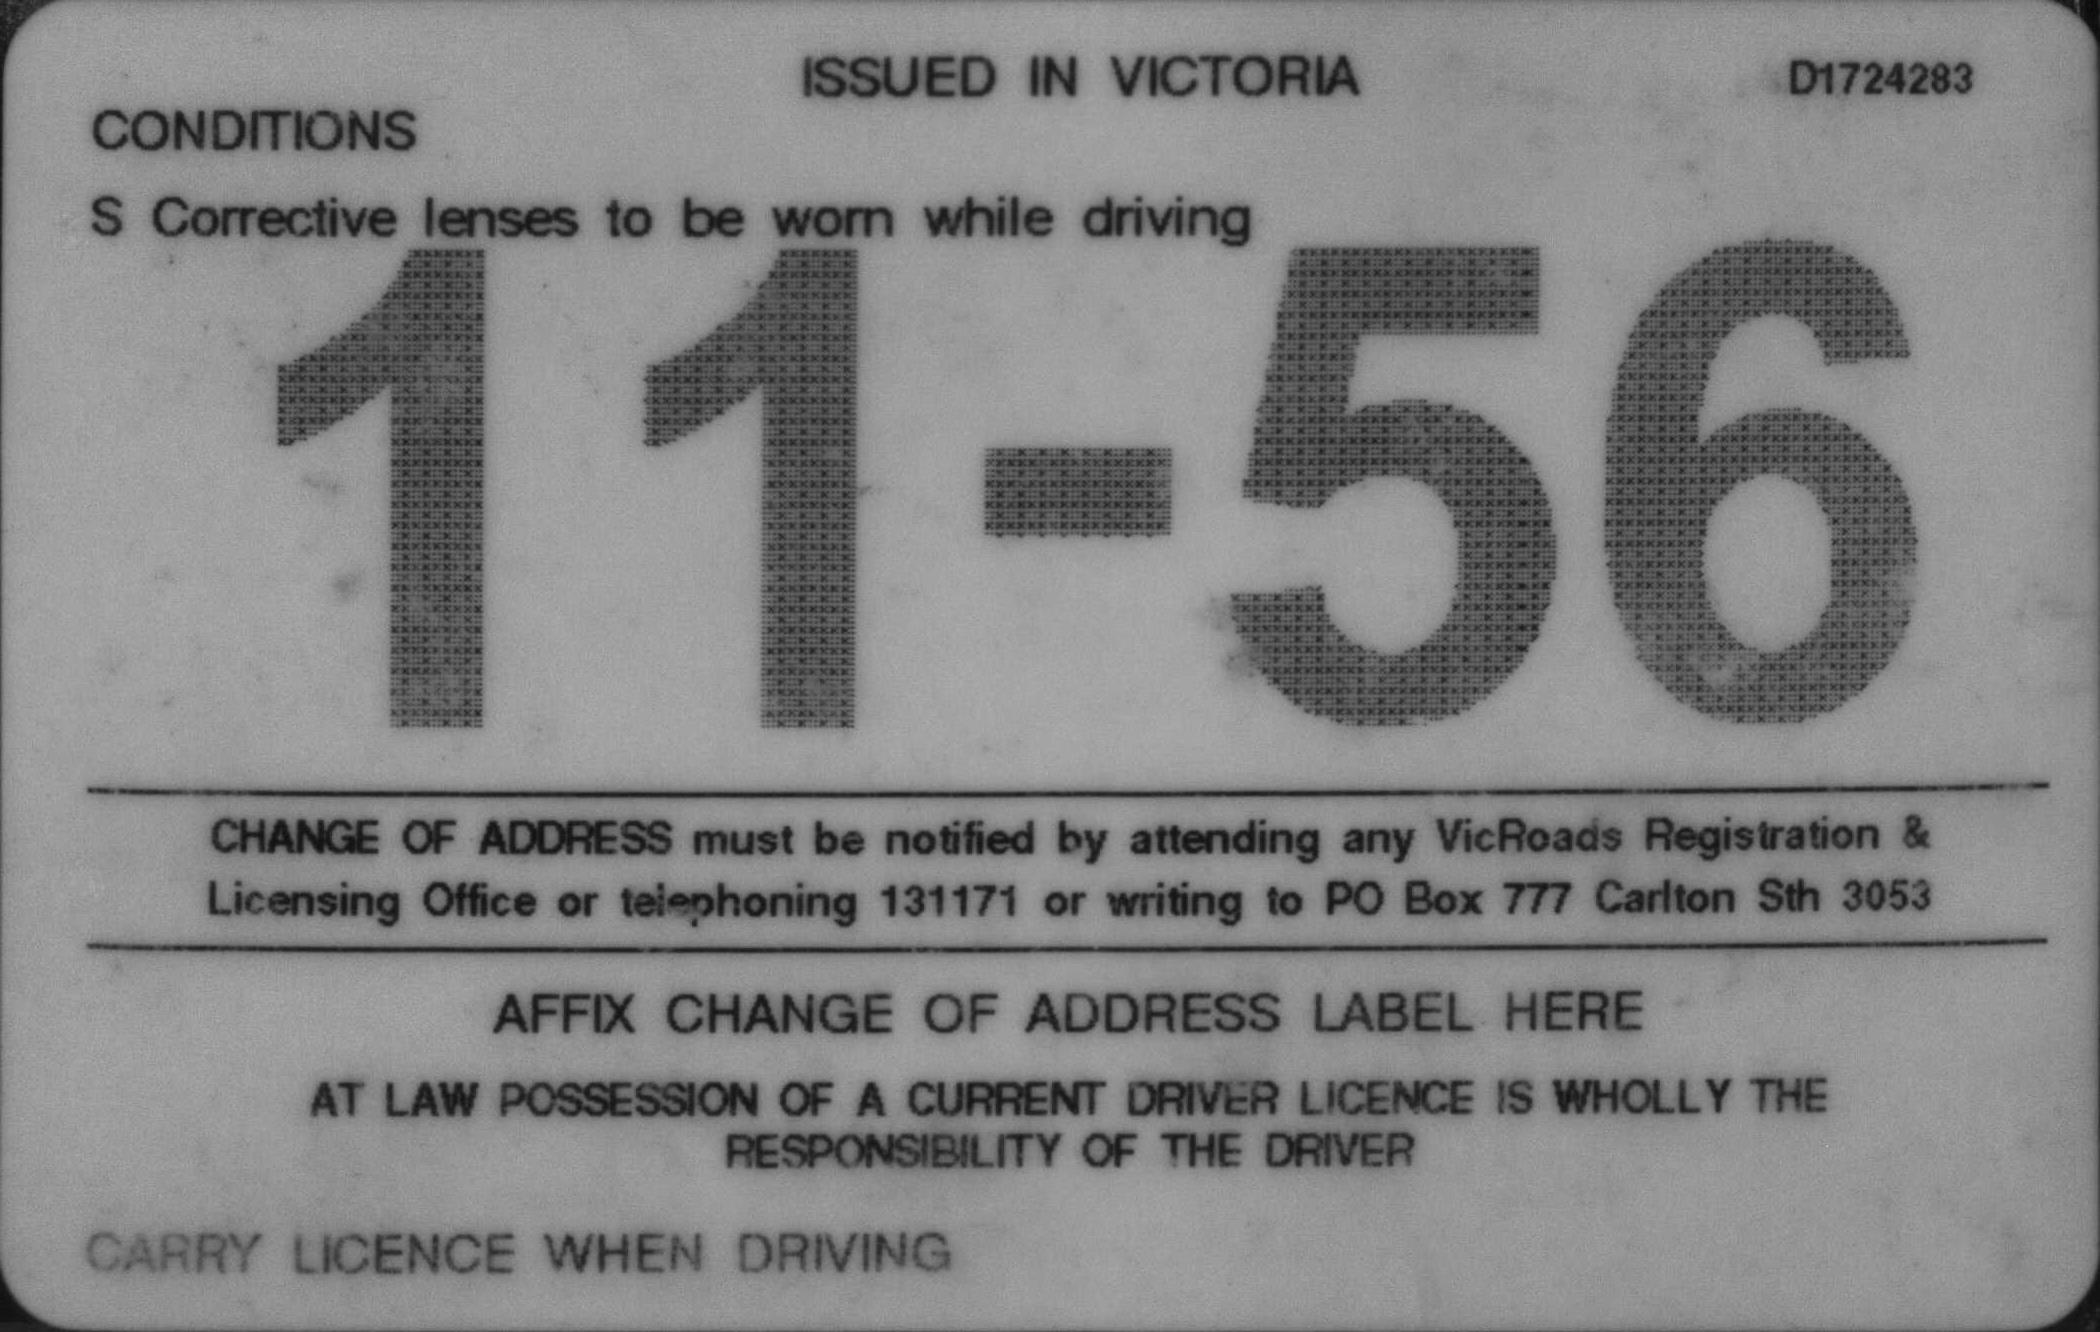 ISSUED IN VICTORIA
D1724283
CONDITIONS
S Corrective lenses to be worn while driving
11-56
CHANGE OF ADDRESS must be notified by attending any VicRoads Registration &
Licensing Office or telephoning 131171 or writing to PO Box 777 Carlton Sth 3053
AFFIX CHANGE OF ADDRESS LABEL HERE
AT LAW POSSESSION OF A CURRENT DRIVER LICENCE IS WHOLLY THE
RESPONSIBILITY OF THE DRIVER
CARRY LICENCE WHEN DRIVING